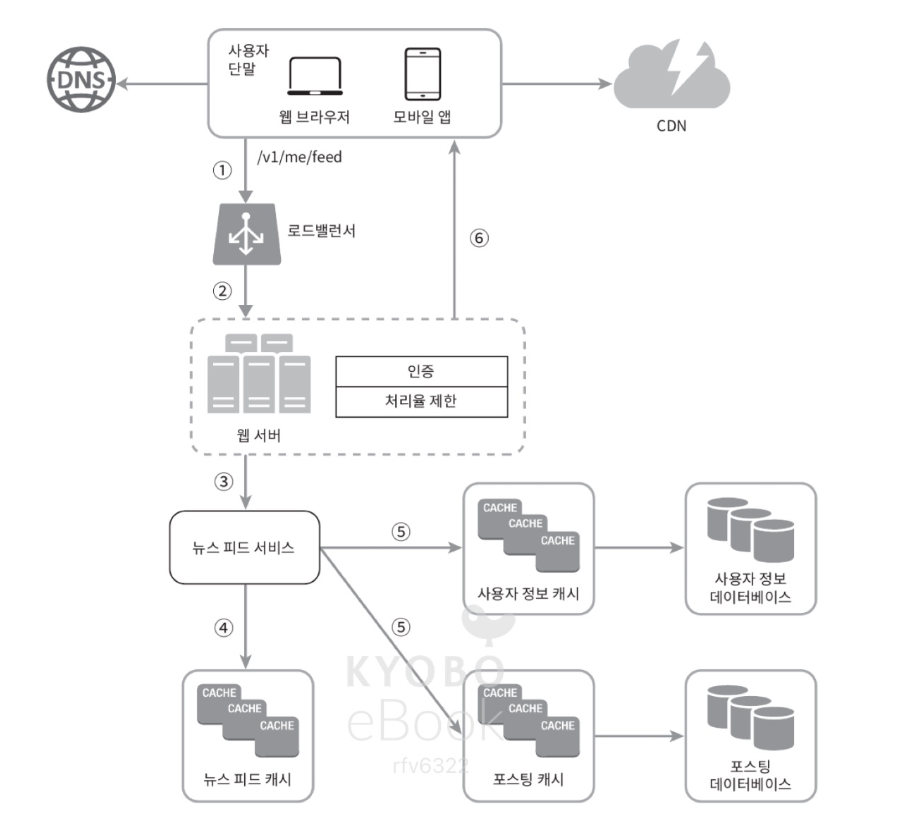 사용자
단말
DNS
웹 브라우저
모바일 앱
CDN
①
/v1/me/feed
로드밸런서
⑥
②
인증
처리율 제한
웹 서버
③
CACHE
CACHE
CACHE
⑤
뉴스 피드 서비스
사용자 정보 캐시
사용자 정보
데이터베이스
④
⑤
KYOBO
eBook
rfv6322
CACHE
CACHE
CACHE
뉴스 피드 캐시
CACHE
CACHE
CACHE
포스팅 캐시
포스팅
데이터베이스